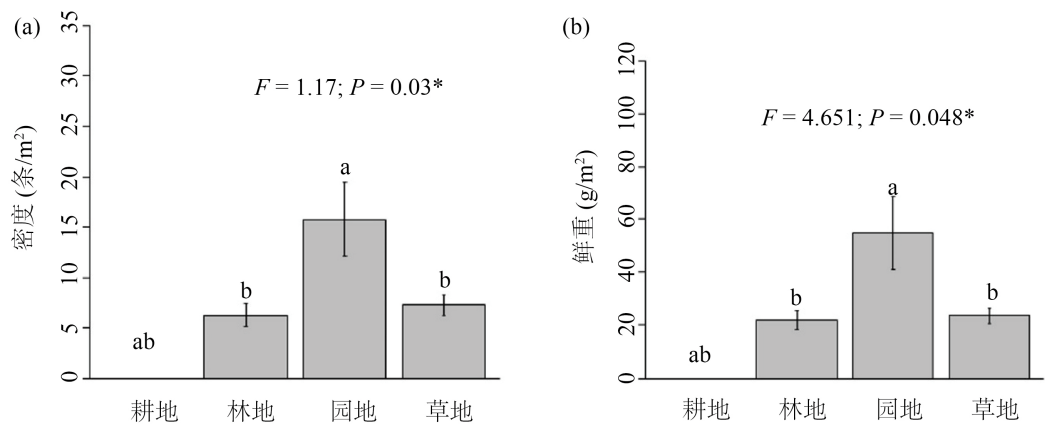 (a)
密度 (条/m²)
35
30
25
20
15
10
5
0
F = 1.17; P = 0.03*
ab
b
a
b
耕地 林地 园地 草地
(b)
鲜重 (g/m²)
120
100
80
60
40
20
0
F = 4.651; P = 0.048*
ab
b
a
b
耕地 林地 园地 草地